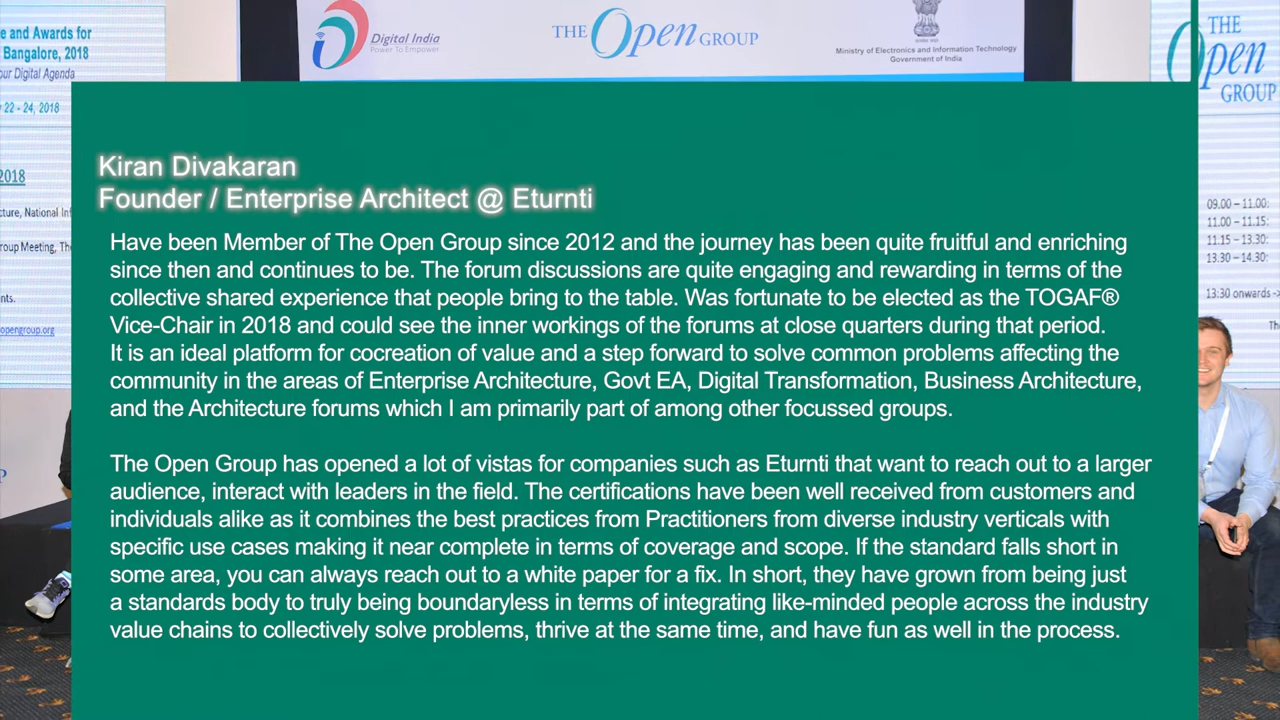 e and Awards for
Bangalore, 2018
our Digital Agenda
22 - 24, 2018
2018
cture, National In
roup Meeting, The
nts.
opengroup.org
Digital India
Power To Empower
THE Open GROUP
Ministry of Electronics and Information Technology
Government of India
THE
Open
GROUP
09.00 – 11.00:
11.00 – 11.15:
11.15 – 13.30:
13.30 – 14.30:
13:30 onwards ->
Kiran Divakaran
Founder / Enterprise Architect @ Eturnti
Have been Member of The Open Group since 2012 and the journey has been quite fruitful and enriching
since then and continues to be. The forum discussions are quite engaging and rewarding in terms of the
collective shared experience that people bring to the table. Was fortunate to be elected as the TOGAF®
Vice-Chair in 2018 and could see the inner workings of the forums at close quarters during that period.
It is an ideal platform for cocreation of value and a step forward to solve common problems affecting the
community in the areas of Enterprise Architecture, Govt EA, Digital Transformation, Business Architecture,
and the Architecture forums which I am primarily part of among other focussed groups.
The Open Group has opened a lot of vistas for companies such as Eturnti that want to reach out to a larger
audience, interact with leaders in the field. The certifications have been well received from customers and
individuals alike as it combines the best practices from Practitioners from diverse industry verticals with
specific use cases making it near complete in terms of coverage and scope. If the standard falls short in
some area, you can always reach out to a white paper for a fix. In short, they have grown from being just
a standards body to truly being boundaryless in terms of integrating like-minded people across the industry
value chains to collectively solve problems, thrive at the same time, and have fun as well in the process.